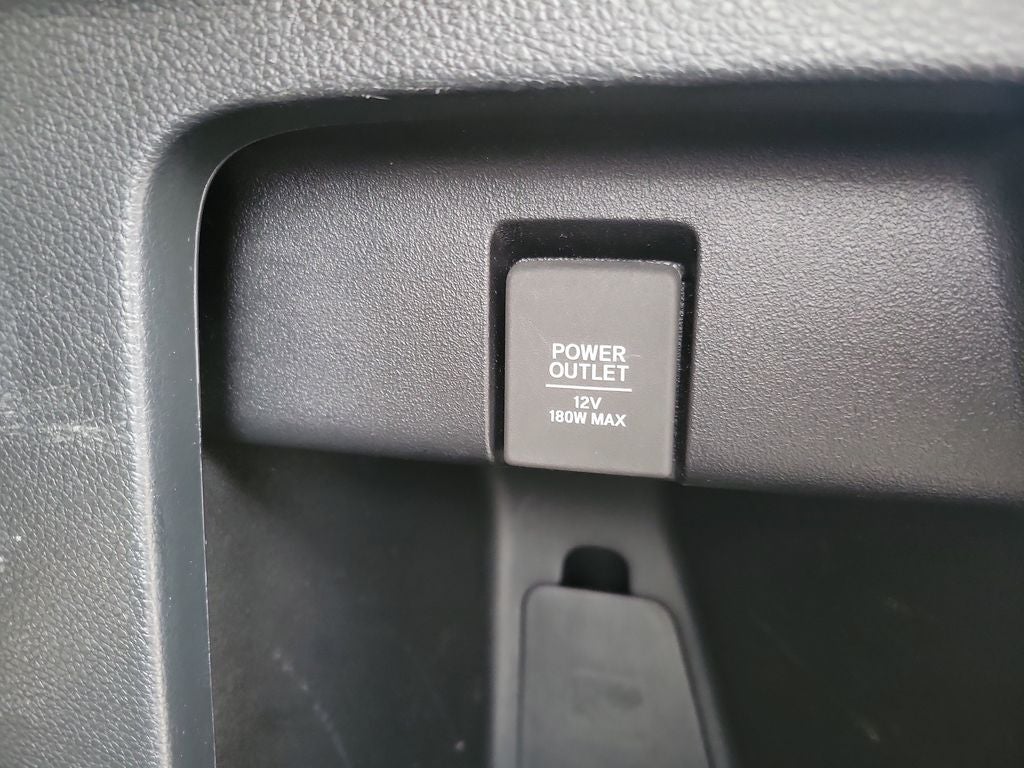 POWER
OUTLET
12V
180W MAX